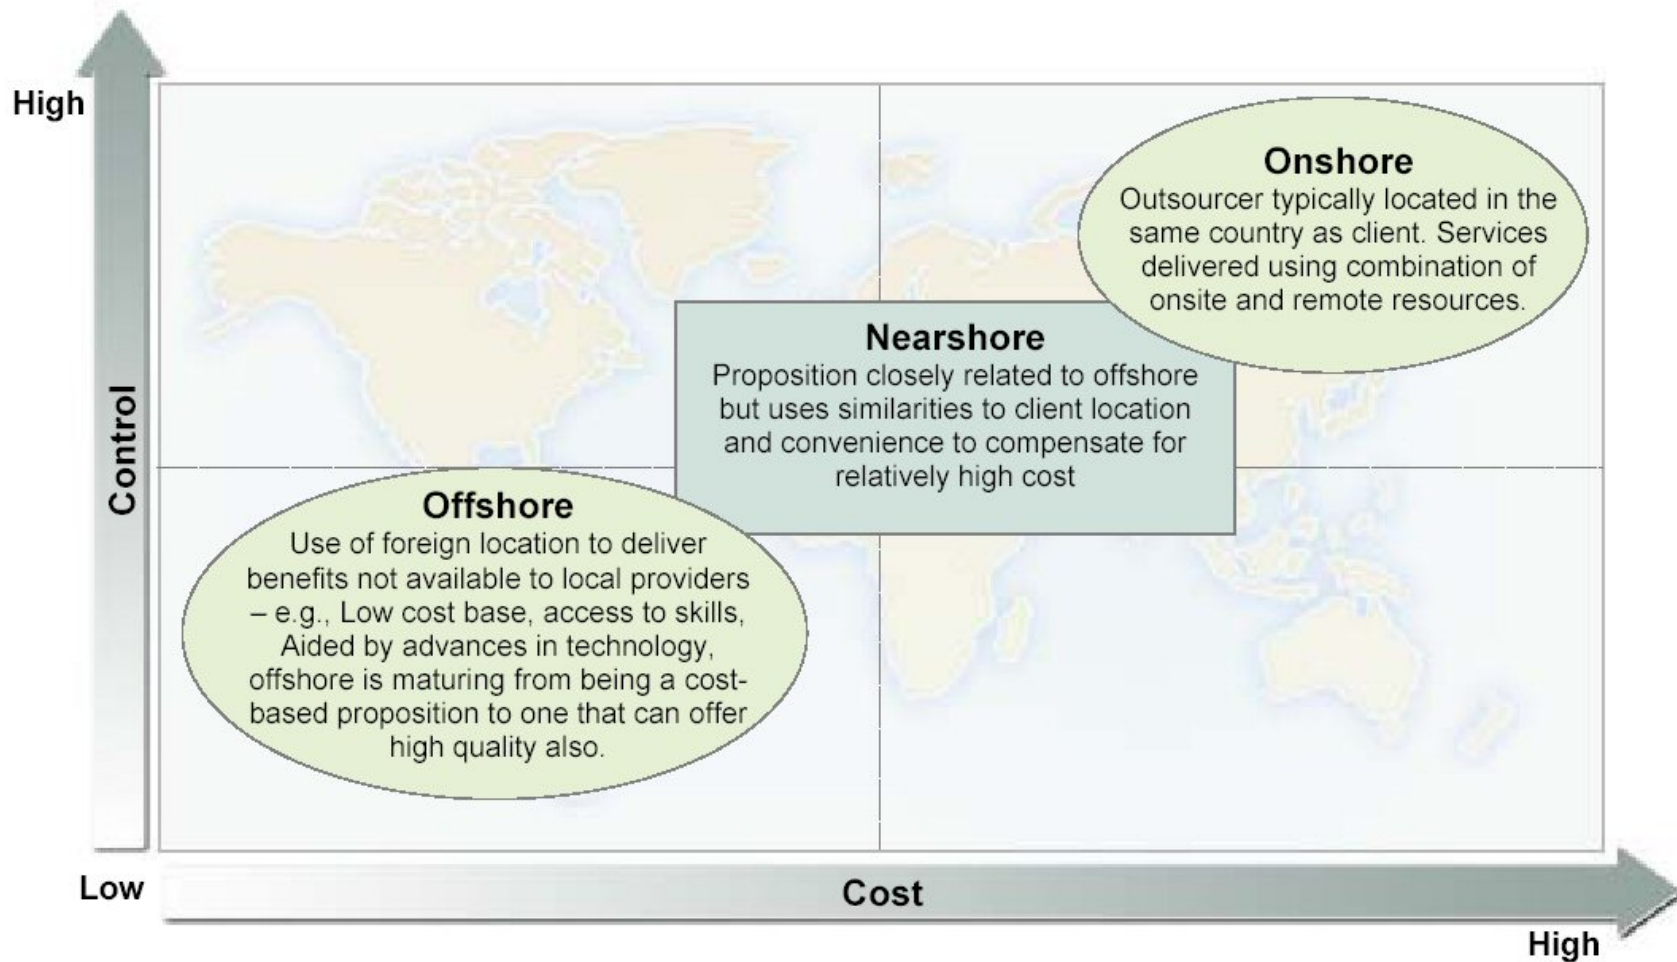 High
Onshore
Outsourcer typically located in the
same country as client. Services
delivered using combination of
onsite and remote resources.
Nearshore
Proposition closely related to offshore
but uses similarities to client location
and convenience to compensate for
relatively high cost
Control
Offshore
Use of foreign location to deliver
benefits not available to local providers
– e.g., Low cost base, access to skills,
Aided by advances in technology,
offshore is maturing from being a cost-
based proposition to one that can offer
high quality also.
Low
Cost
High